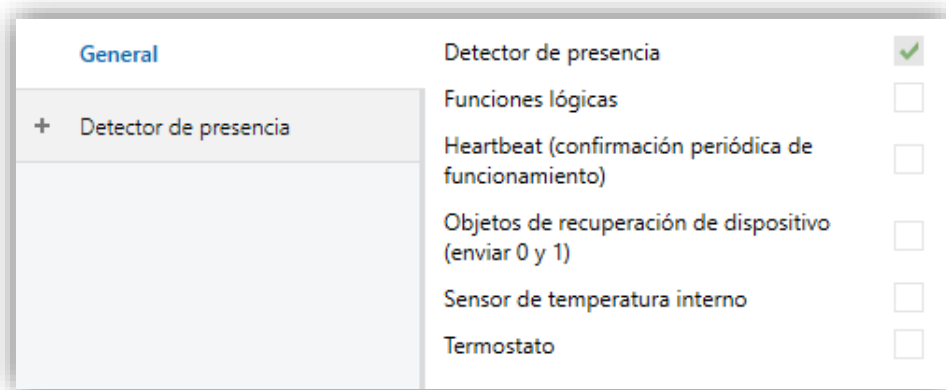 General
+ Detector de presencia
Detector de presencia
Funciones lógicas
Heartbeat (confirmación periódica de
funcionamiento)
Objetos de recuperación de dispositivo
(enviar 0 y 1)
Sensor de temperatura interno
Termostato